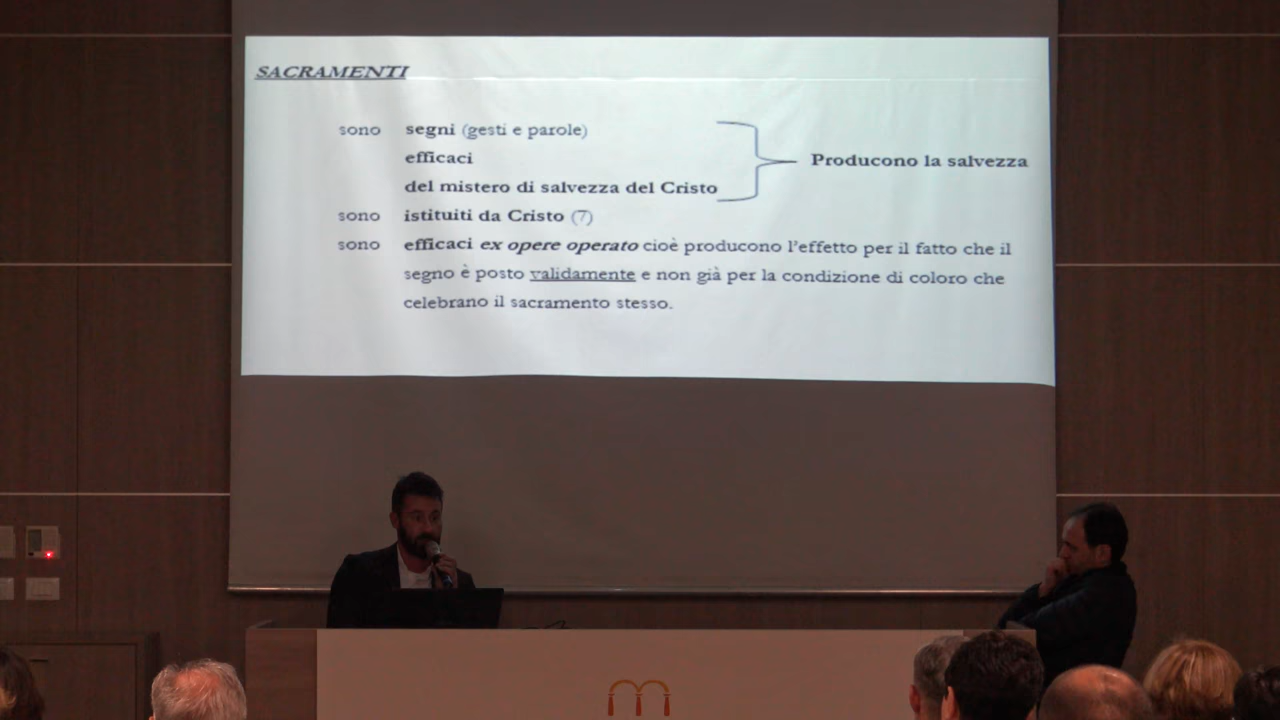 SACRAMENTI
sono segni (gesti e parole)
efficaci
Producono la salvezza
del mistero di salvezza del Cristo
sono istituiti da Cristo (7)
sono efficaci ex opere operato cioè producono l'effetto per il fatto che il
segno è posto validamente e non già per la condizione di coloro che
celebrano il sacramento stesso.